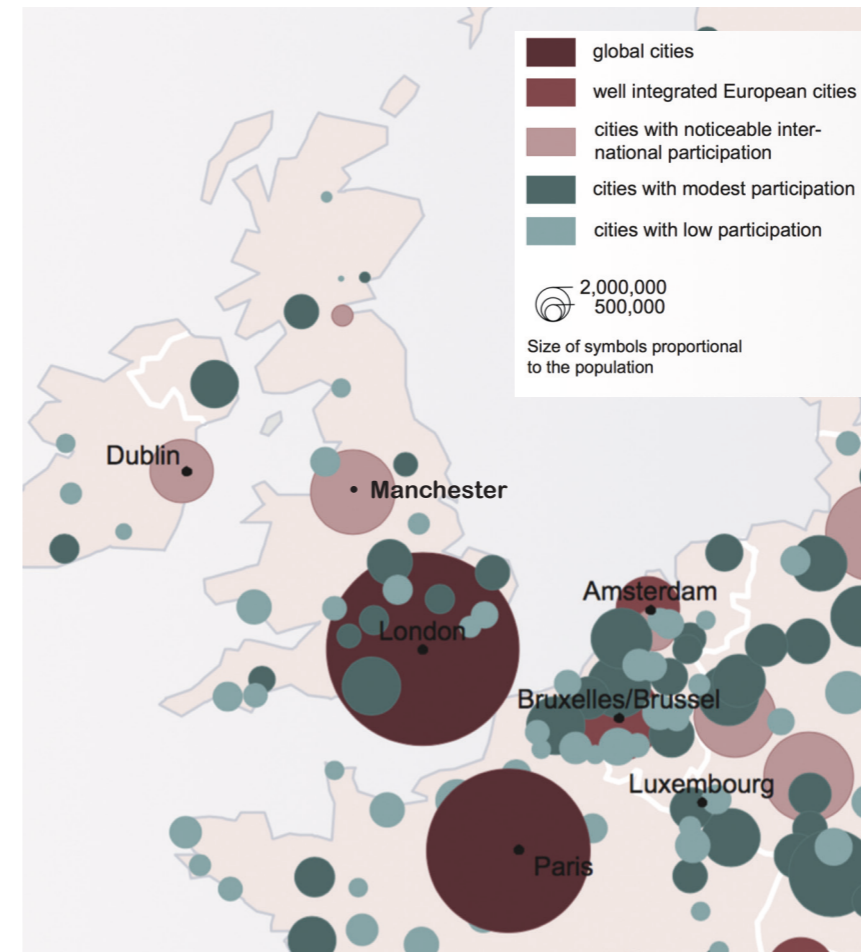 global cities
well integrated European cities
cities with noticeable inter-
national participation
cities with modest participation
cities with low participation
2,000,000
500,000
Size of symbols proportional
to the population
Dublin
Manchester
Amsterdam
London
Bruxelles/Brussel
Luxembourg
Paris